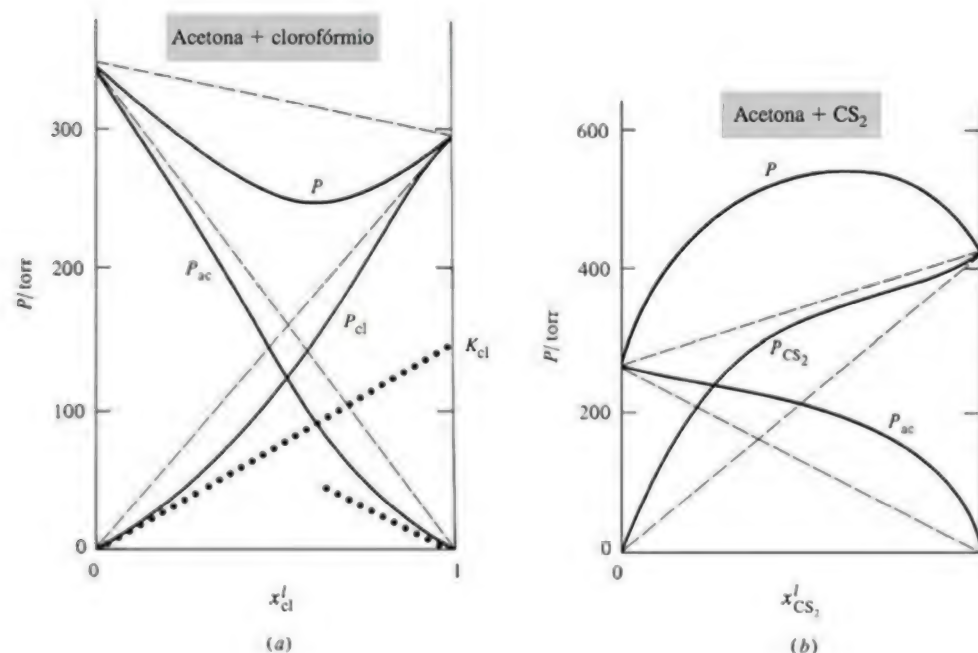 Acetona + clorofórmio
300
200
100
0
P/torr
P
P_ac
P_cl
K_cl
0
1
x^l_cl
(a)
Acetona + CS₂
600
400
200
0
P/torr
P
P_CS₂
P_ac
0
x^l_CS₂
(b)